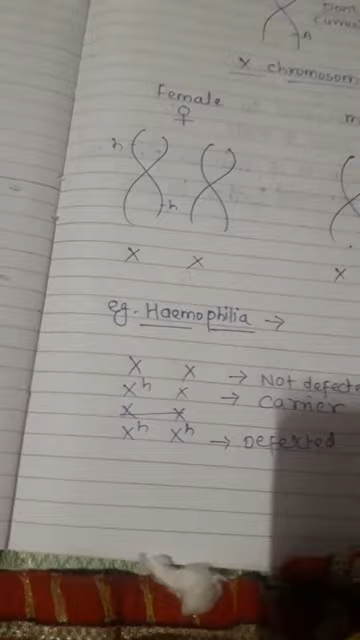 X chromosom
Female
m
♀
h
h
X X X
eg. Haemophilia →
X X → Not defecte
Xʰ X → Carrier
X X
Xʰ Xʰ → Defected